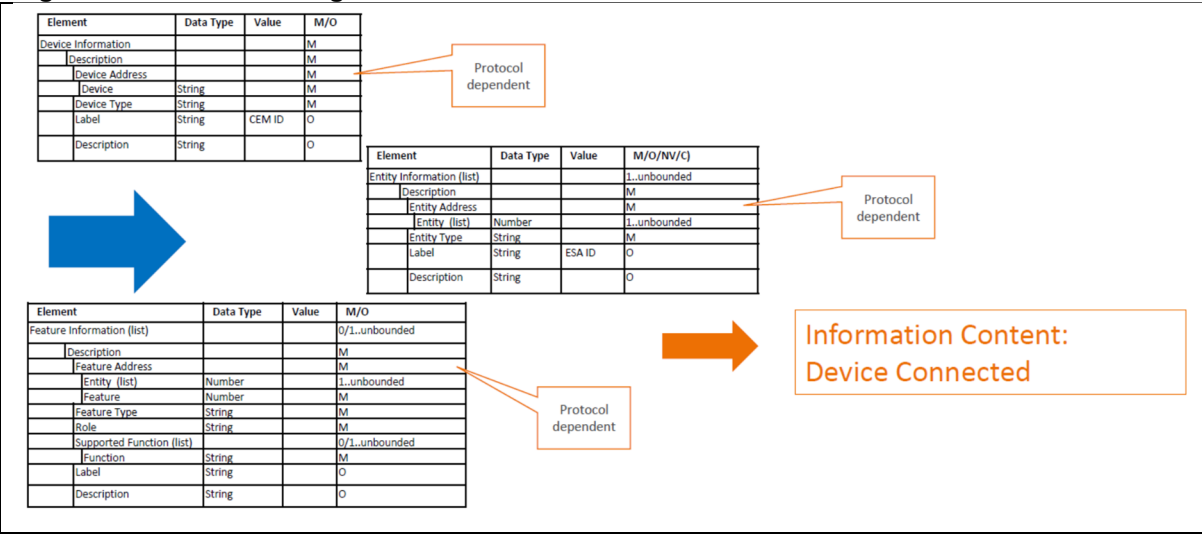 Element Data Type Value M/O
Device Information M
Description M
Device Address M
Device String M
Device Type String M
Label String CEM ID O
Description String O
Protocol
dependent
Element Data Type Value M/O/NV/C)
Entity Information (list) 1..unbounded
Description M
Entity Address M
Entity (list) Number 1..unbounded
Entity Type String M
Label String ESA ID O
Description String O
Protocol
dependent
Element Data Type Value M/O
Feature Information (list) 0/1..unbounded
Description M
Feature Address M
Entity (list) Number 1..unbounded
Feature Number M
Feature Type String M
Role String M
Supported Function (list) 0/1..unbounded
Function String M
Label String O
Description String O
Protocol
dependent
Information Content:
Device Connected